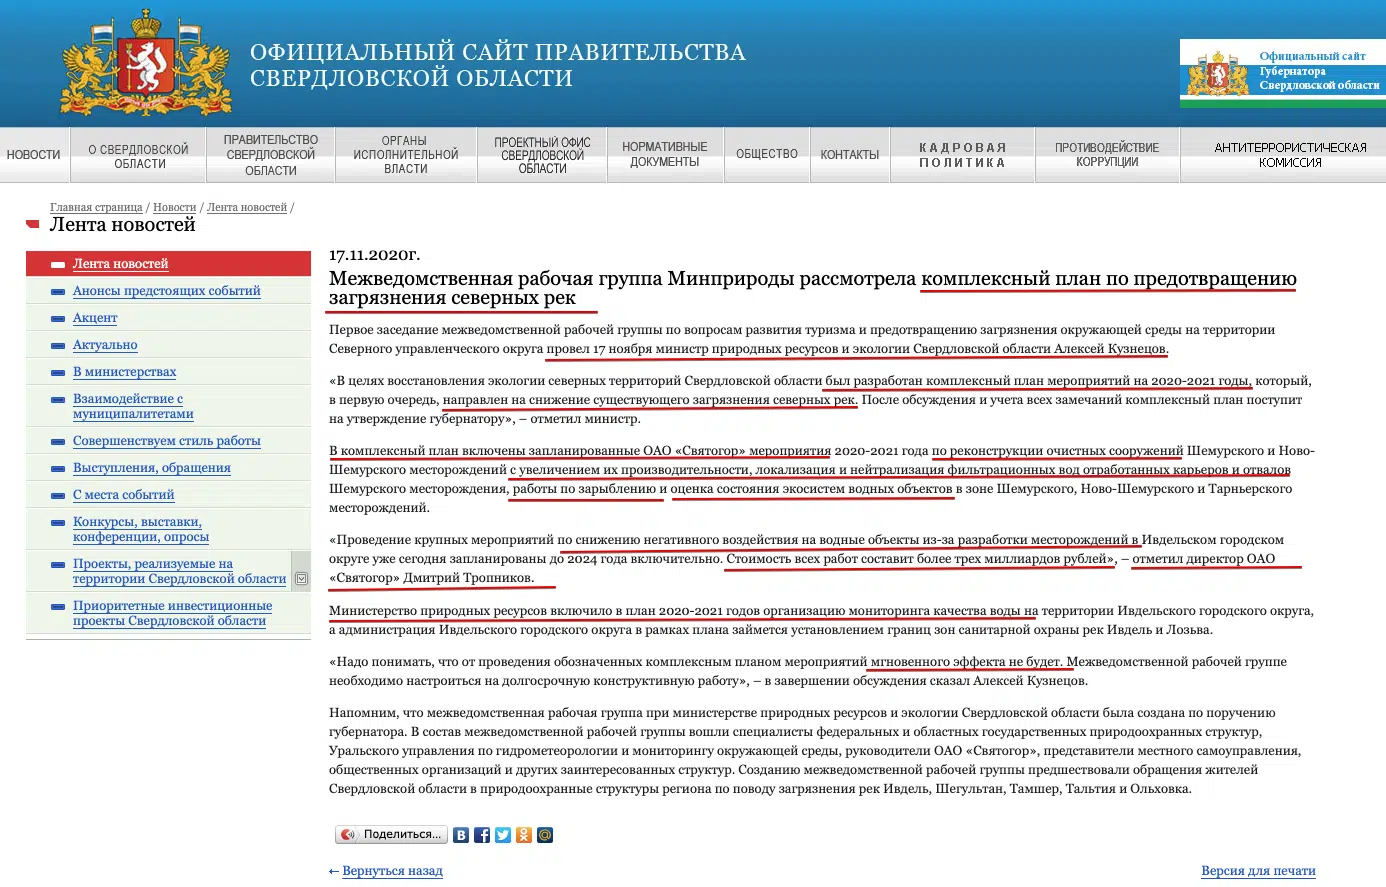 ОФИЦИАЛЬНЫЙ САЙТ ПРАВИТЕЛЬСТВА
СВЕРДЛОВСКОЙ ОБЛАСТИ
Официальный сайт
Губернатора
Свердловской области
НОВОСТИ
О СВЕРДЛОВСКОЙ
ОБЛАСТИ
ПРАВИТЕЛЬСТВО
СВЕРДЛОВСКОЙ
ОБЛАСТИ
ОРГАНЫ
ИСПОЛНИТЕЛЬНОЙ
ВЛАСТИ
ПРОЕКТНЫЙ ОФИС
СВЕРДЛОВСКОЙ
ОБЛАСТИ
НОРМАТИВНЫЕ
ДОКУМЕНТЫ
ОБЩЕСТВО
КОНТАКТЫ
КАДРОВАЯ
ПОЛИТИКА
ПРОТИВОДЕЙСТВИЕ
КОРРУПЦИИ
АНТИТЕРРОРИСТИЧЕСКАЯ
КОМИССИЯ
Главная страница / Новости / Лента новостей /
Лента новостей
Лента новостей
Анонсы предстоящих событий
Акцент
Актуально
В министерствах
Взаимодействие с
муниципалитетами
Совершенствуем стиль работы
Выступления, обращения
С места событий
Конкурсы, выставки,
конференции, опросы
Проекты, реализуемые на
территории Свердловской области
Приоритетные инвестиционные
проекты Свердловской области
17.11.2020г.
Межведомственная рабочая группа Минприроды рассмотрела комплексный план по предотвращению
загрязнения северных рек
Первое заседание межведомственной рабочей группы по вопросам развития туризма и предотвращению загрязнения окружающей среды на территории
Северного управленческого округа провел 17 ноября министр природных ресурсов и экологии Свердловской области Алексей Кузнецов.
«В целях восстановления экологии северных территорий Свердловской области был разработан комплексный план мероприятий на 2020-2021 годы, который,
в первую очередь, направлен на снижение существующего загрязнения северных рек. После обсуждения и учета всех замечаний комплексный план поступит
на утверждение губернатору», – отметил министр.
В комплексный план включены запланированные ОАО «Святогор» мероприятия 2020-2021 года по реконструкции очистных сооружений Шемурского и Ново-
Шемурского месторождений с увеличением их производительности, локализация и нейтрализация фильтрационных вод отработанных карьеров и отвалов
Шемурского месторождения, работы по зарыблению и оценка состояния экосистем водных объектов в зоне Шемурского, Ново-Шемурского и Тарньерского
месторождений.
«Проведение крупных мероприятий по снижению негативного воздействия на водные объекты из-за разработки месторождений в Ивдельском городском
округе уже сегодня запланированы до 2024 года включительно. Стоимость всех работ составит более трех миллиардов рублей», – отметил директор ОАО
«Святогор» Дмитрий Тропников.
Министерство природных ресурсов включило в план 2020-2021 годов организацию мониторинга качества воды на территории Ивдельского городского округа,
а администрация Ивдельского городского округа в рамках плана займется установлением границ зон санитарной охраны рек Ивдель и Лозьва.
«Надо понимать, что от проведения обозначенных комплексным планом мероприятий мгновенного эффекта не будет. Межведомственной рабочей группе
необходимо настроиться на долгосрочную конструктивную работу», – в завершении обсуждения сказал Алексей Кузнецов.
Напомним, что межведомственная рабочая группа при министерстве природных ресурсов и экологии Свердловской области была создана по поручению
губернатора. В состав межведомственной рабочей группы вошли специалисты федеральных и областных государственных природоохранных структур,
Уральского управления по гидрометеорологии и мониторингу окружающей среды, руководители ОАО «Святогор», представители местного самоуправления,
общественных организаций и других заинтересованных структур. Созданию межведомственной рабочей группы предшествовали обращения жителей
Свердловской области в природоохранные структуры региона по поводу загрязнения рек Ивдель, Шегультан, Тампер, Талтия и Ольховка.
Поделиться...
← Вернуться назад
Версия для печати